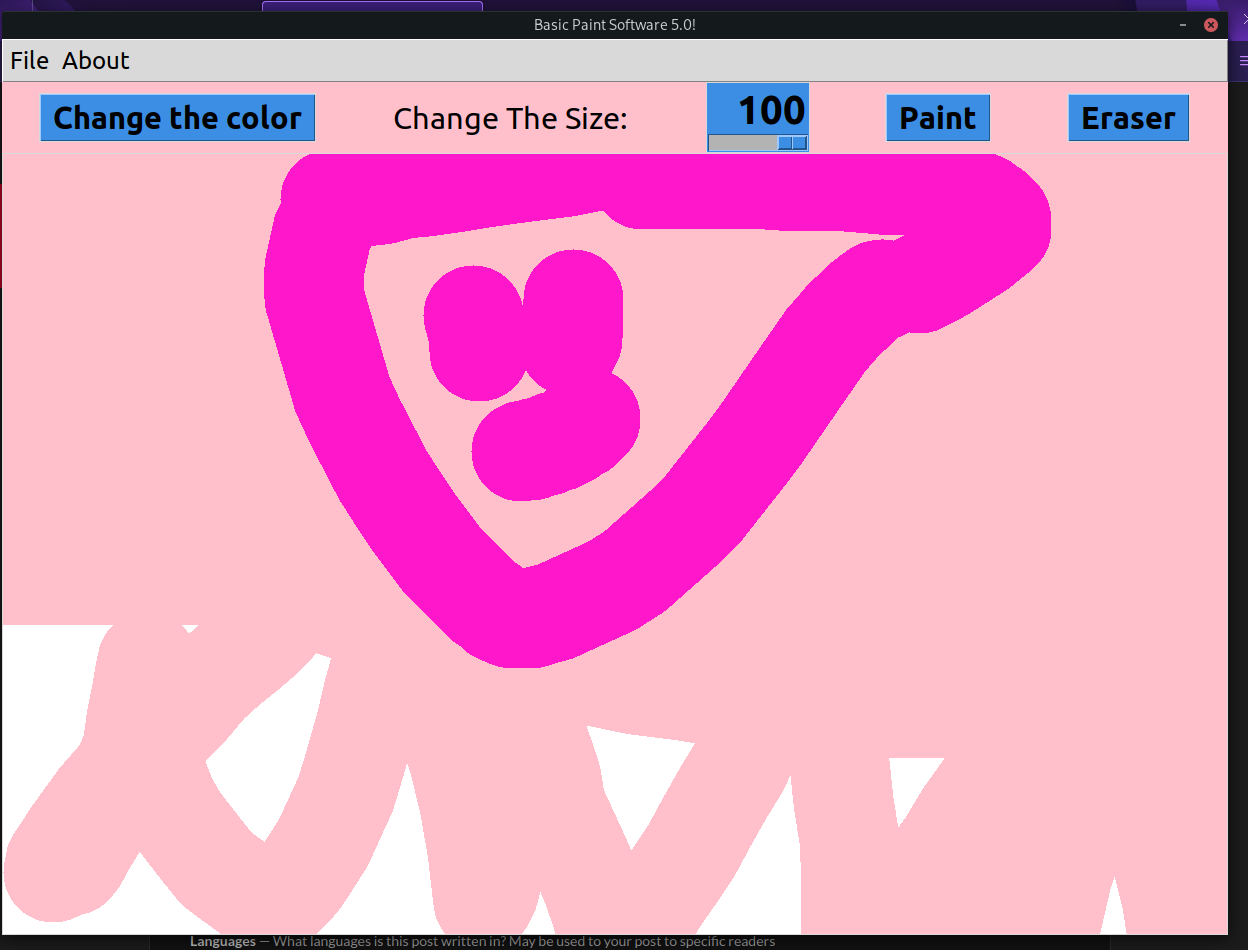 Basic Paint Software 5.0!
File About
Change the color Change The Size: 100 Paint Eraser
Languages — What languages is this post written in? May be used to your post to specific readers